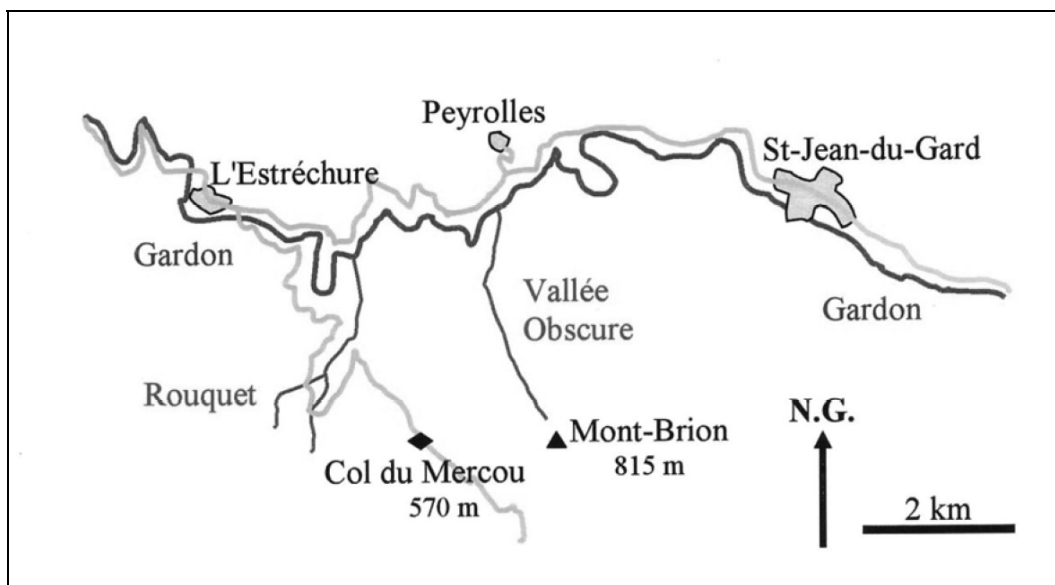 Peyrolles
St-Jean-du-Gard
L'Estréchure
Gardon
Vallée
Obscure
Gardon
Rouquet
N.G.
Mont-Brion
815 m
Col du Mercou
570 m
2 km